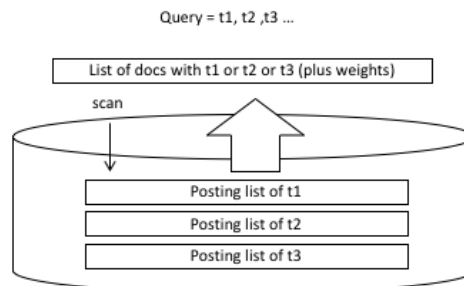 Query = t1, t2 ,t3 ...
List of docs with t1 or t2 or t3 (plus weights)
scan
Posting list of t1
Posting list of t2
Posting list of t3